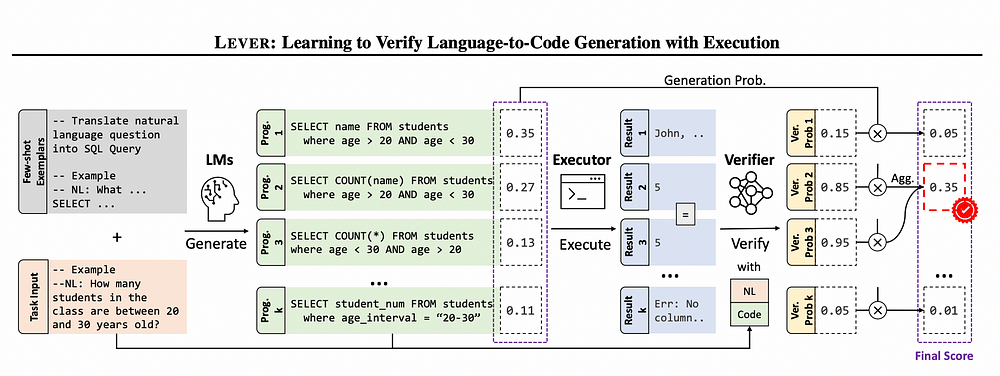 LEVER: Learning to Verify Language-to-Code Generation with Execution
Generation Prob.
Few-shot
Exemplars
-- Translate natural
language question
into SQL Query
-- Example
-- NL: What ...
SELECT ...
+
Task Input
-- Example
--NL: How many
students in the
class are between 20
and 30 years old?
LMs
Generate
Prog.
1
SELECT name FROM students
where age > 20 AND age < 30
0.35
Prog.
2
SELECT COUNT(name) FROM students
where age > 20 AND age < 30
0.27
Prog.
3
SELECT COUNT(*) FROM students
where age < 30 AND age > 20
0.13
...
Prog.
k
SELECT student_num FROM students
where age_interval = “20-30”
0.11
Executor
>_
Execute
Result
1
John, ..
Result
2
5
=
Result
3
5
...
Result
k
Err: No
column..
Verifier
Verify
with
NL
Code
Ver.
Prob 1
0.15
×
0.05
Ver.
Prob 2
0.85
×
Agg.
0.35
Ver.
Prob 3
0.95
×
...
Ver.
Prob k
0.05
×
0.01
Final Score